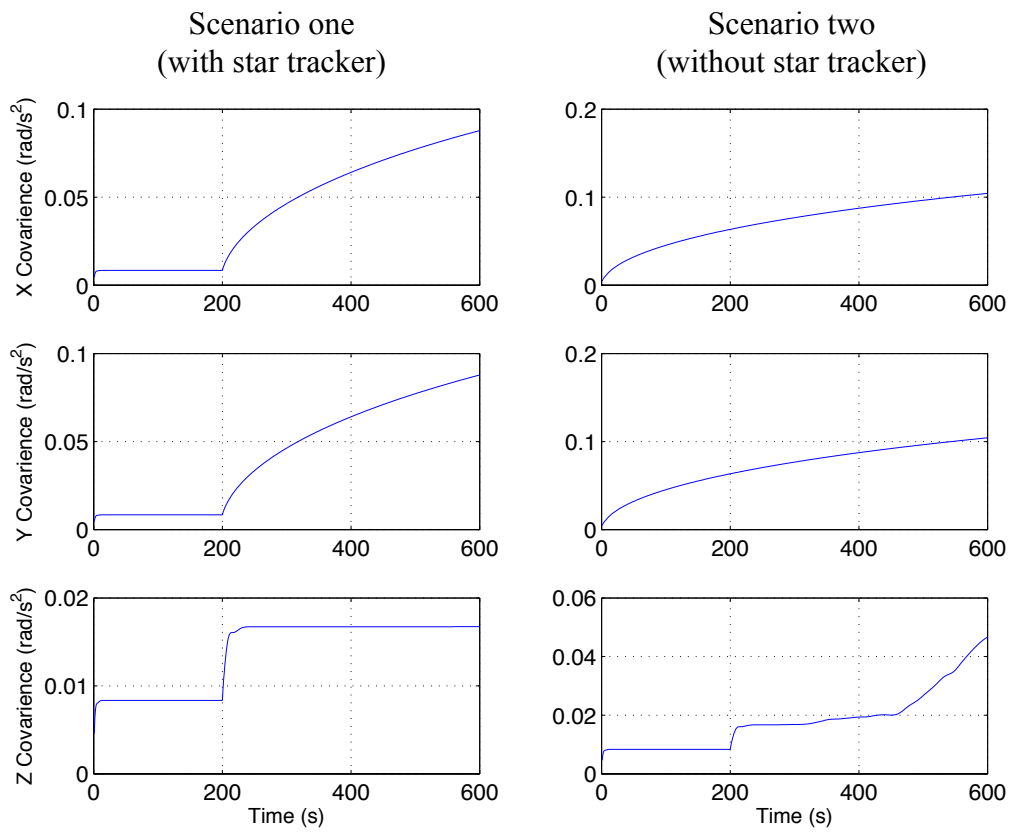 Scenario one
(with star tracker)
Scenario two
(without star tracker)
X Covarience (rad/s²)
0.1
0.05
0
0 200 400 600
0.2
0.1
0
0 200 400 600
Y Covarience (rad/s²)
0.1
0.05
0
0 200 400 600
0.2
0.1
0
0 200 400 600
Z Covarience (rad/s²)
0.02
0.01
0
0 200 400 600
Time (s)
0.06
0.04
0.02
0
0 200 400 600
Time (s)